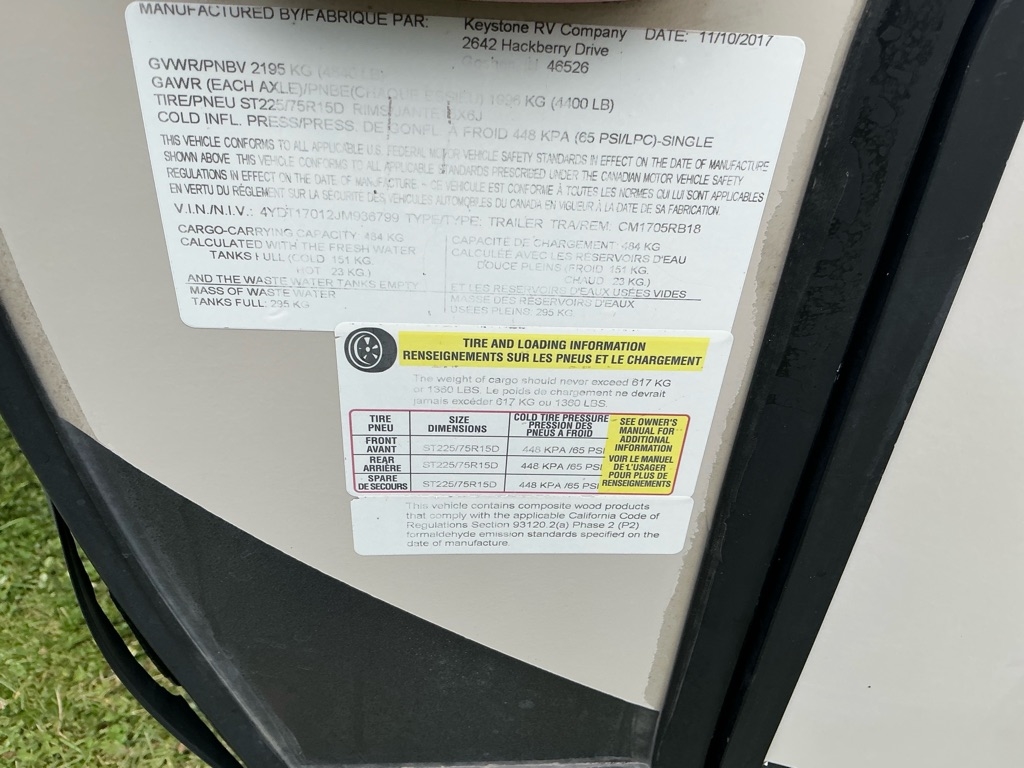 MANUFACTURED BY/FABRIQUE PAR: Keystone RV Company DATE: 11/10/2017
2642 Hackberry Drive
46526
GVWR/PNBV 2195 KG
GAWR (EACH AXLE)/PNBE(CHAQUE ESSIEU) 1996 KG (4400 LB)
TIRE/PNEU ST225/75R15D RIMS/JANTE 15X6J
COLD INFL. PRESS/PRESS. DE GONFL. A FROID 448 KPA (65 PSI/LPC)-SINGLE
THIS VEHICLE CONFORMS TO ALL APPLICABLE U.S. FEDERAL MOTOR VEHICLE SAFETY STANDARDS IN EFFECT ON THE DATE OF MANUFACTURE
SHOWN ABOVE THIS VEHICLE CONFORMS TO ALL APPLICABLE STANDARDS PRESCRIBED UNDER THE CANADIAN MOTOR VEHICLE SAFETY
REGULATIONS IN EFFECT ON THE DATE OF MANUFACTURE - CE VEHICULE EST CONFORME À TOUTES LES NORMES QUI LUI SONT APPLICABLES
EN VERTU DU RÉGLEMENT SUR LA SECURITÉ DES VÉHICULES AUTOMOBILES DU CANADA EN VIGUEUR À LA DATE DE SA FABRICATION.
V.I.N./N.I.V.: 4YDT17012JM936799 TYPE/TYPE: TRAILER TRA/REM. CM1705RB18
CARGO-CARRYING CAPACITY: 484 KG
CALCULATED WITH THE FRESH WATER
TANKS FULL (COLD 151 KG.
HOT 23 KG.)
AND THE WASTE WATER TANKS EMPTY
MASS OF WASTE WATER
TANKS FULL: 295 KG
CAPACITE DE CHARGEMENT: 484 KG
CALCULÉE AVEC LES RÉSERVOIRS D'EAU
DOUCE PLEINS (FROID 151 KG.
CHAUD 23 KG.)
ET LES RÉSERVOIRS D'EAUX USÉES VIDES
MASSE DES RÉSERVOIRS D'EAUX
USÉES PLEINS: 295 KG
TIRE AND LOADING INFORMATION
RENSEIGNEMENTS SUR LES PNEUS ET LE CHARGEMENT
The weight of cargo should never exceed 617 KG
or 1360 LBS. Le poids de chargement ne devrait
jamais excéder 617 KG ou 1360 LBS.
TIRE
PNEU
SIZE
DIMENSIONS
COLD TIRE PRESSURE
PRESSION DES
PNEUS A FROID
FRONT
AVANT
ST225/75R15D
448 KPA /65 PSI
REAR
ARRIÈRE
ST225/75R15D
448 KPA /65 PSI
SPARE
DE SECOURS
ST225/75R15D
448 KPA /65 PSI
SEE OWNER'S
MANUAL FOR
ADDITIONAL
INFORMATION
VOIR LE MANUEL
DE L'USAGER
POUR PLUS DE
RENSEIGNEMENTS
This vehicle contains composite wood products
that comply with the applicable California Code of
Regulations Section 93120.2(a) Phase 2 (P2)
formaldehyde emission standards specified on the
date of manufacture.